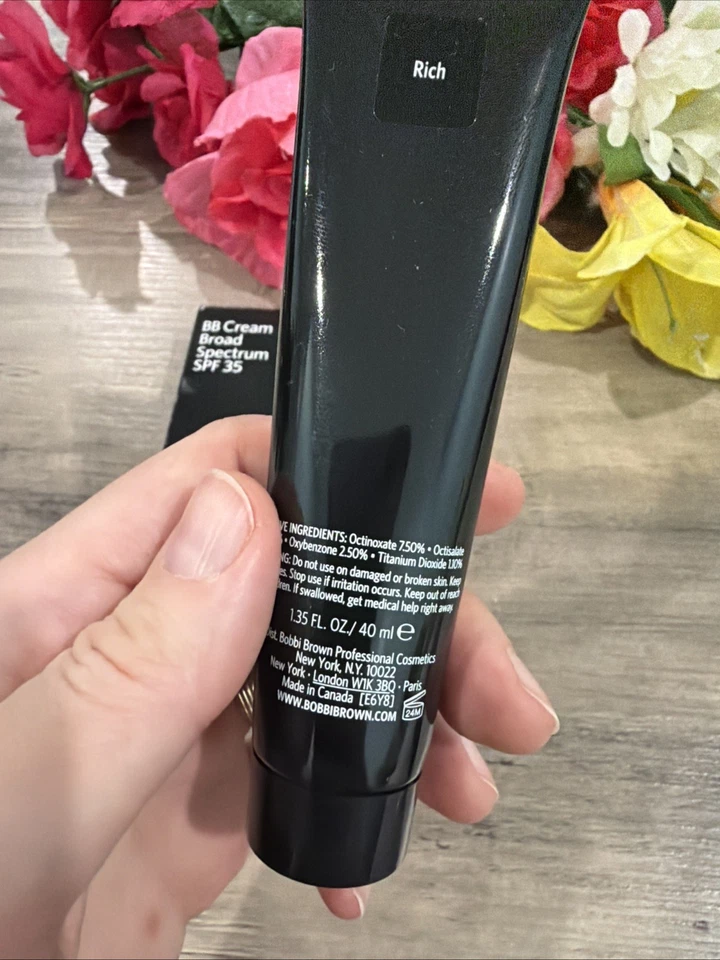 Rich
BB Cream
Broad
Spectrum
SPF 35
VE INGREDIENTS: Octinoxate 7.50% • Octisalate
• Oxybenzone 2.50% • Titanium Dioxide 1.10%
NG: Do not use on damaged or broken skin. Keep
es. Stop use if irritation occurs. Keep out of reach
ren. If swallowed, get medical help right away.
1.35 FL. OZ./ 40 ml ℮
ist. Bobbi Brown Professional Cosmetics
New York, N.Y. 10022
New York · London W1K 3BQ · Paris
Made in Canada [E6Y8]
WWW.BOBBIBROWN.COM 24M